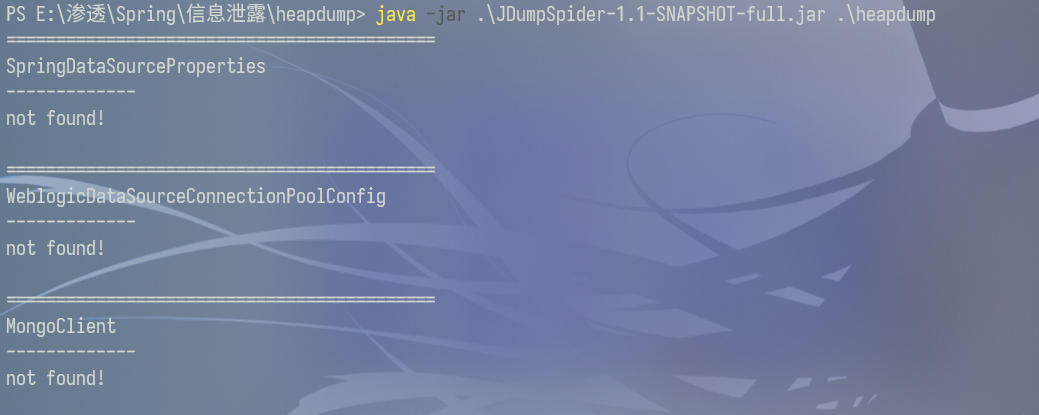 PS E:\渗透\Spring\信息泄露\heapdump> java -jar .\JDumpSpider-1.1-SNAPSHOT-full.jar .\heapdump
===========================================
SpringDataSourceProperties
-------------
not found!
===========================================
WeblogicDataSourceConnectionPoolConfig
-------------
not found!
===========================================
MongoClient
-------------
not found!